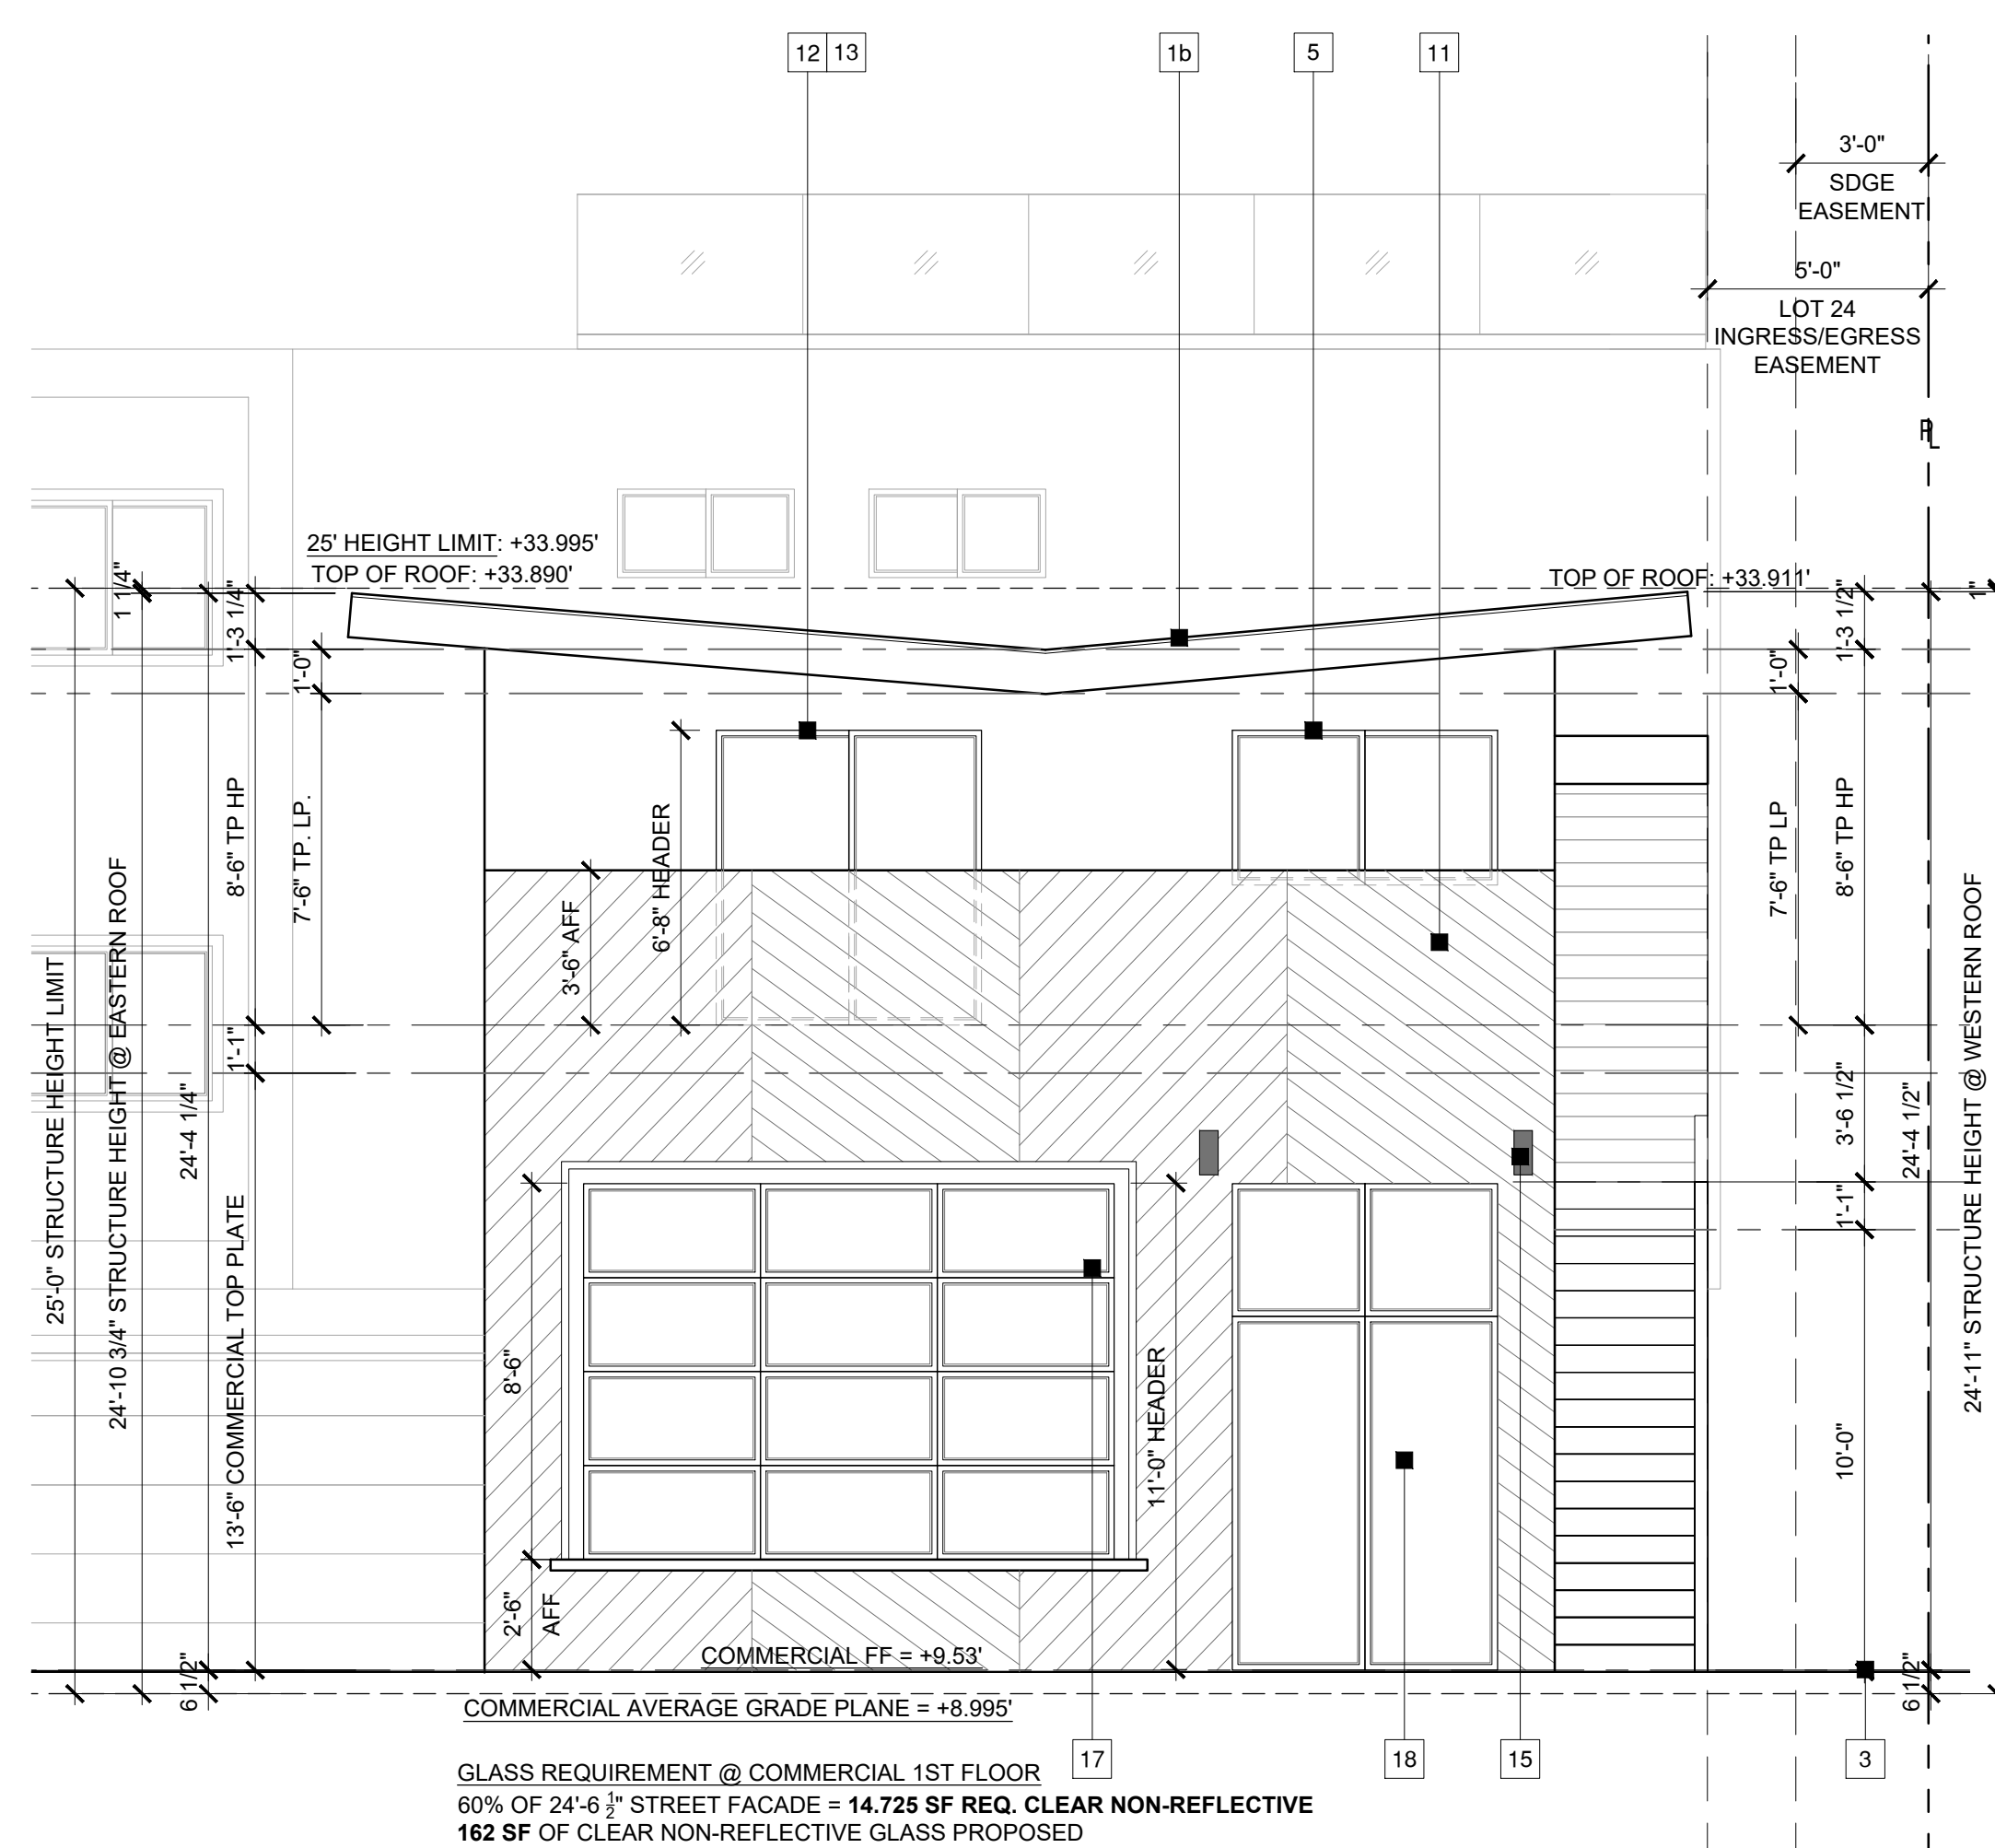 12 13
1b
5
11
3'-0"
SDGE
EASEMENT
5'-0"
LOT 24
INGRESS/EGRESS
EASEMENT
PL
25' HEIGHT LIMIT: +33.995'
TOP OF ROOF: +33.890'
TOP OF ROOF: +33.911'
1 1/4"
1'-3 1/4"
1'-0"
1'-0"
1'-3 1/2"
1"
25'-0" STRUCTURE HEIGHT LIMIT
24'-10 3/4" STRUCTURE HEIGHT @ EASTERN ROOF
24'-4 1/4"
8'-6" TP HP
7'-6" TP. LP.
1'-1"
13'-6" COMMERCIAL TOP PLATE
6 1/2"
3'-6" AFF
6'-8" HEADER
8'-6"
2'-6"
AFF
11'-0" HEADER
7'-6" TP LP
8'-6" TP HP
3'-6 1/2"
1'-1"
10'-0"
24'-4 1/2"
24'-11" STRUCTURE HEIGHT @ WESTERN ROOF
6 1/2"
COMMERCIAL FF = +9.53'
COMMERCIAL AVERAGE GRADE PLANE = +8.995'
17
18
15
3
GLASS REQUIREMENT @ COMMERCIAL 1ST FLOOR
60% OF 24'-6 1/2" STREET FACADE = 14.725 SF REQ. CLEAR NON-REFLECTIVE
162 SF OF CLEAR NON-REFLECTIVE GLASS PROPOSED